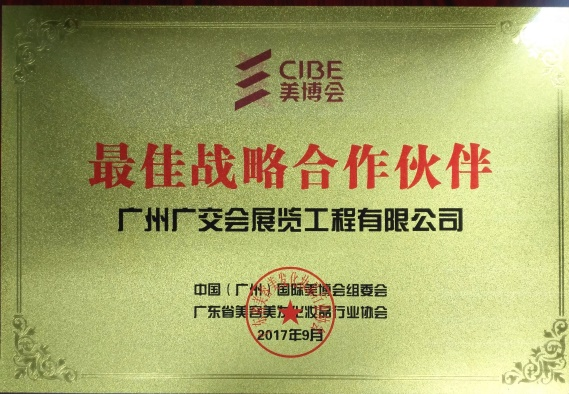 CIBE
美博会
最佳战略合作伙伴
广州广交会展览工程有限公司
中国（广州）国际美博会组委会
广东省美容美发化妆品行业协会
2017年9月